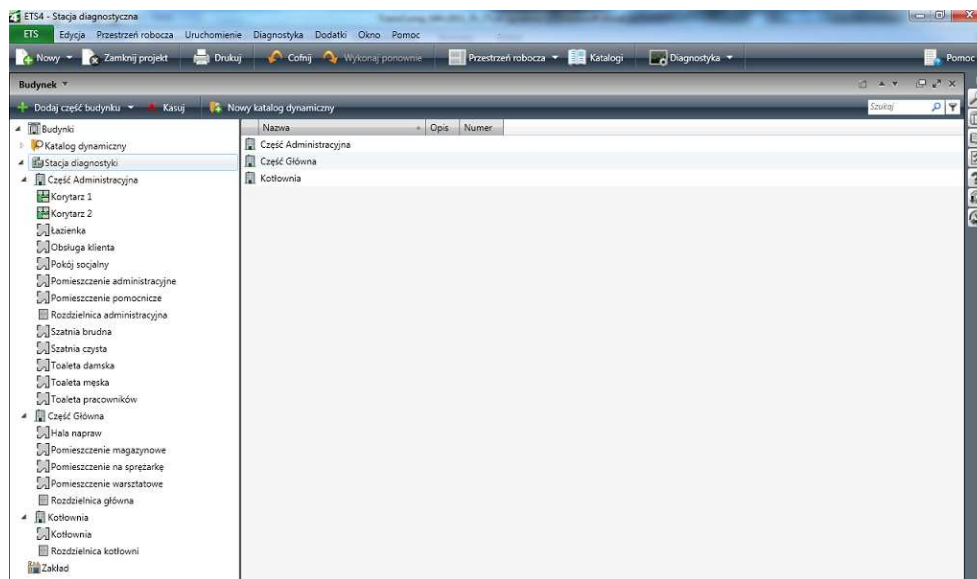 ETS4 - Stacja diagnostyczna
ETS Edycja Przestrzeń robocza Uruchomienie Diagnostyka Dodatki Okno Pomoc
Nowy Zamknij projekt Drukuj Cofnij Wykonaj ponownie Przestrzeń robocza Katalogi Diagnostyka Pomoc
Budynek
Dodaj część budynku Kasuj Nowy katalog dynamiczny Szukaj
Budynki
Katalog dynamiczny
Stacja diagnostyki
Część Administracyjna
Korytarz 1
Korytarz 2
Łazienka
Obsługa klienta
Pokój socjalny
Pomieszczenie administracyjne
Pomieszczenie pomocnicze
Rozdzielnica administracyjna
Szatnia brudna
Szatnia czysta
Toaleta damska
Toaleta męska
Toaleta pracowników
Część Główna
Hala napraw
Pomieszczenie magazynowe
Pomieszczenie na sprężarkę
Pomieszczenie warsztatowe
Rozdzielnica główna
Kotłownia
Kotłownia
Rozdzielnica kotłowni
Zakład
Nazwa Opis Numer
Część Administracyjna
Część Główna
Kotłownia